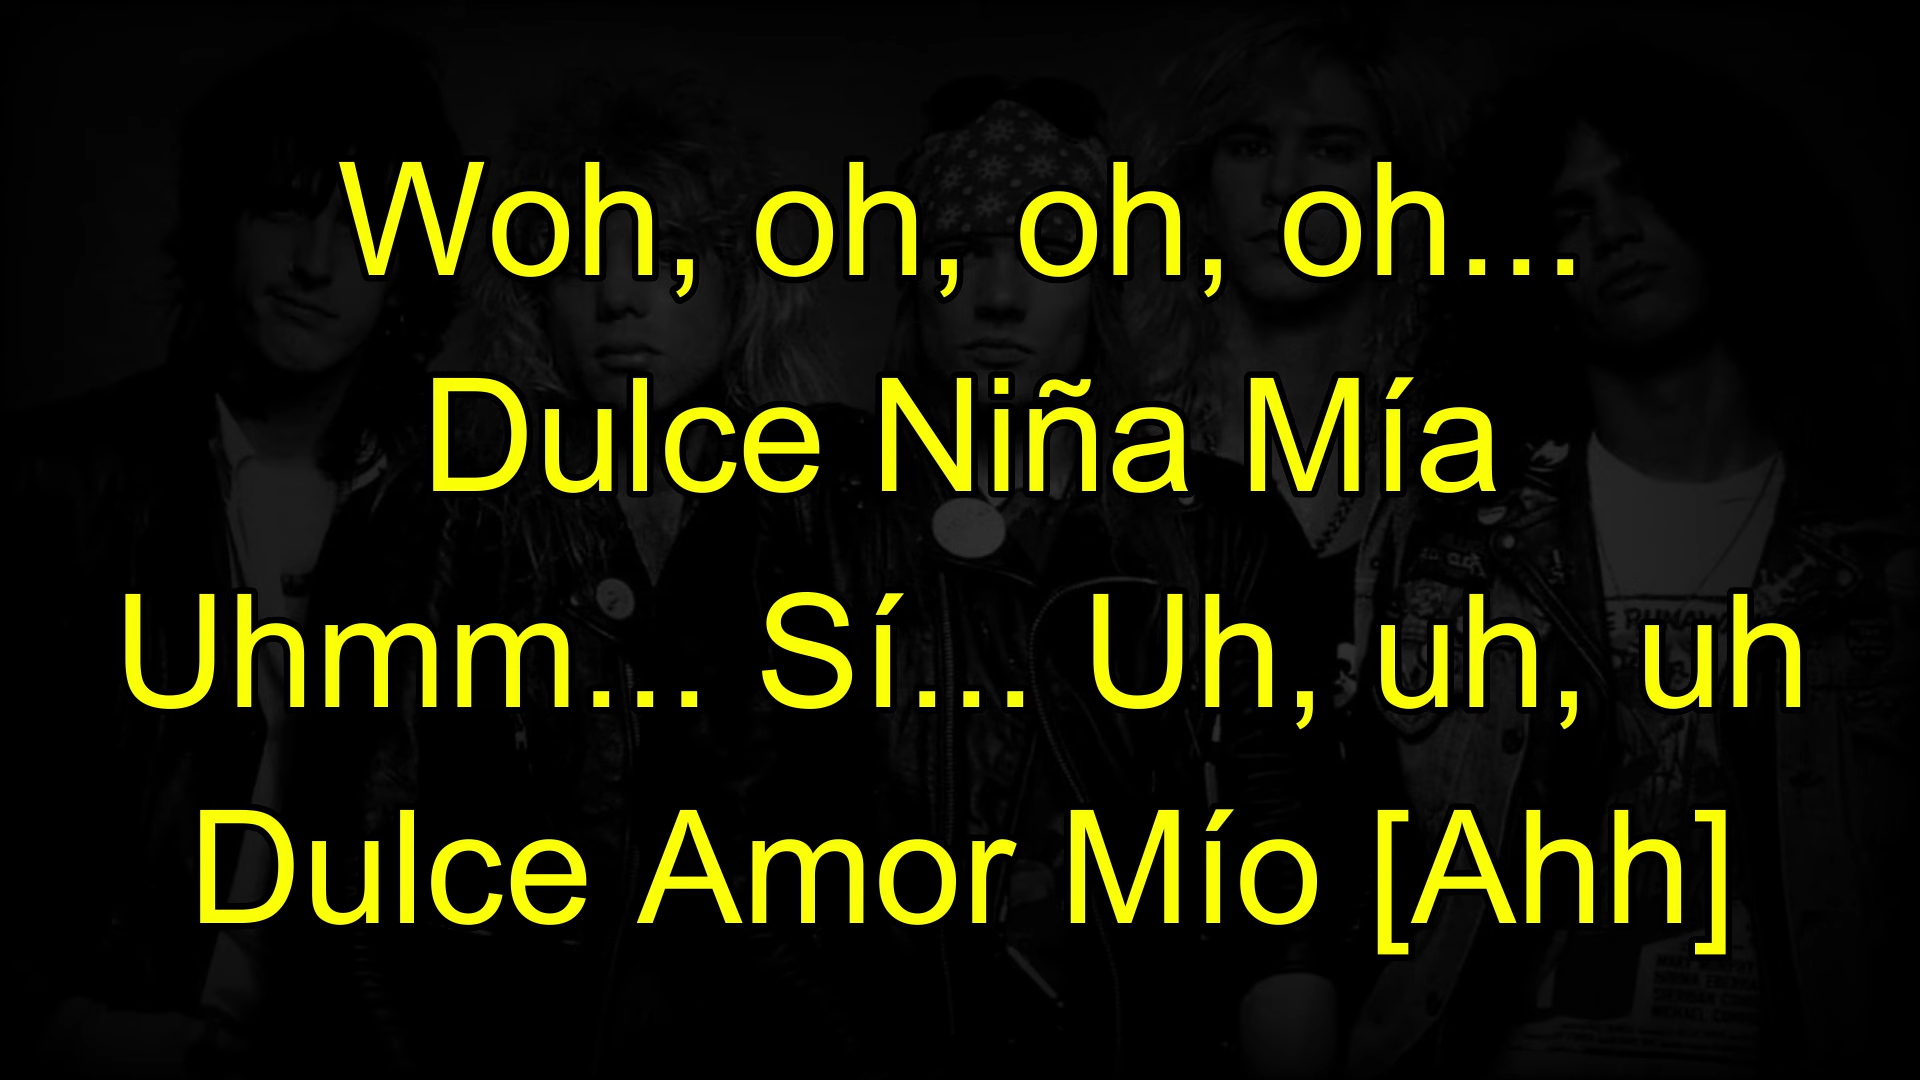 Woh, oh, oh, oh...
Dulce Niña Mía
Uhmm... Sí... Uh, uh, uh
Dulce Amor Mío [Ahh]